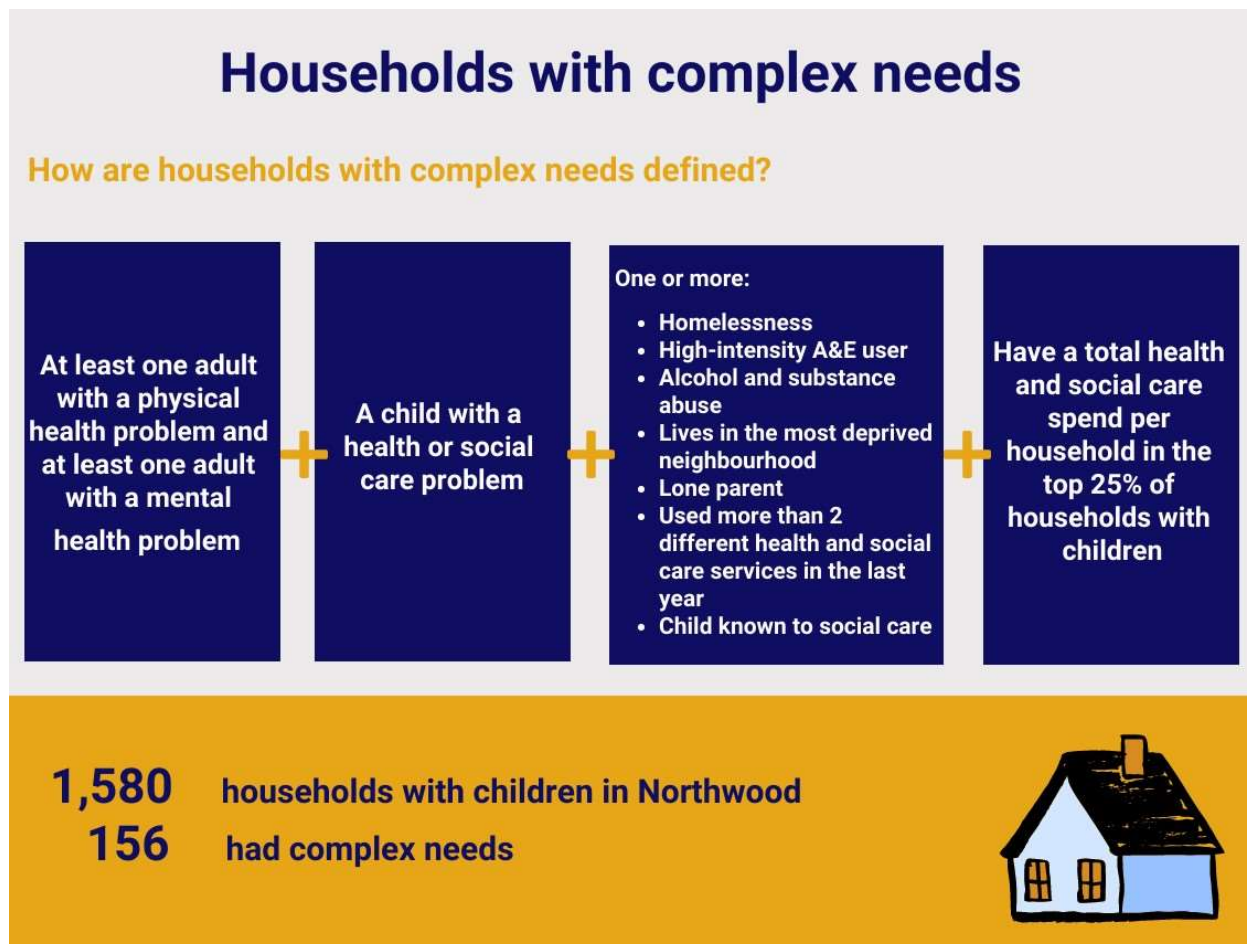 Households with complex needs
How are households with complex needs defined?
At least one adult
with a physical
health problem and
at least one adult
with a mental
health problem
+
A child with a
health or social
care problem
+
One or more:
• Homelessness
• High-intensity A&E user
• Alcohol and substance
abuse
• Lives in the most deprived
neighbourhood
• Lone parent
• Used more than 2
different health and social
care services in the last
year
• Child known to social care
+
Have a total health
and social care
spend per
household in the
top 25% of
households with
children
1,580 households with children in Northwood
156 had complex needs